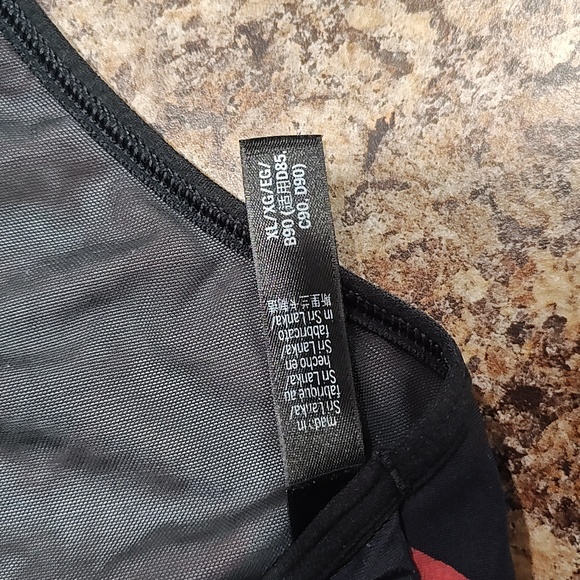 XL/XG/EG/
B90 (适用D85.
C90. D90)
made in
Sri Lanka/
fabriqué au
Sri Lanka/
hecho en
Sri Lanka/
fabbricato
in Sri Lanka/
斯里兰卡制造